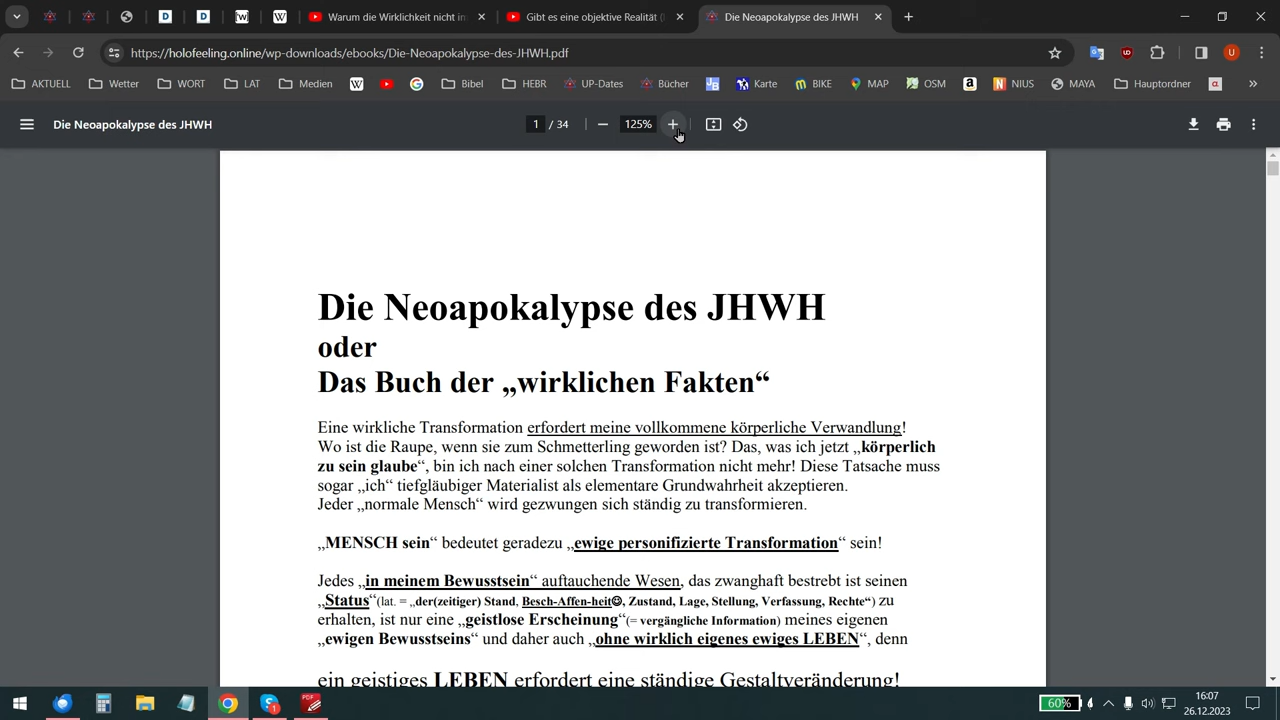 Warum die Wirklichkeit nicht in
Gibt es eine objektive Realität (
Die Neoapokalypse des JHWH
https://holofeeling.online/wp-downloads/ebooks/Die-Neoapokalypse-des-JHWH.pdf
AKTUELL Wetter WORT LAT Medien Bibel HEBR UP-Dates Bücher Karte BIKE MAP OSM NIUS MAYA Hauptordner
Die Neoapokalypse des JHWH 1 / 34 125%
Die Neoapokalypse des JHWH
oder
Das Buch der „wirklichen Fakten“
Eine wirkliche Transformation erfordert meine vollkommene körperliche Verwandlung!
Wo ist die Raupe, wenn sie zum Schmetterling geworden ist? Das, was ich jetzt „körperlich
zu sein glaube“, bin ich nach einer solchen Transformation nicht mehr! Diese Tatsache muss
sogar „ich“ tiefgläubiger Materialist als elementare Grundwahrheit akzeptieren.
Jeder „normale Mensch“ wird gezwungen sich ständig zu transformieren.
„MENSCH sein“ bedeutet geradezu „ewige personifizierte Transformation“ sein!
Jedes „in meinem Bewusstsein“ auftauchende Wesen, das zwanghaft bestrebt ist seinen
„Status“(lat. = „der(zeitiger) Stand, Besch-Affen-heit☺, Zustand, Lage, Stellung, Verfassung, Rechte“) zu
erhalten, ist nur eine „geistlose Erscheinung“(= vergängliche Information) meines eigenen
„ewigen Bewusstseins“ und daher auch „ohne wirklich eigenes ewiges LEBEN“, denn
ein geistiges LEBEN erfordert eine ständige Gestaltveränderung!
60% 16:07
26.12.2023